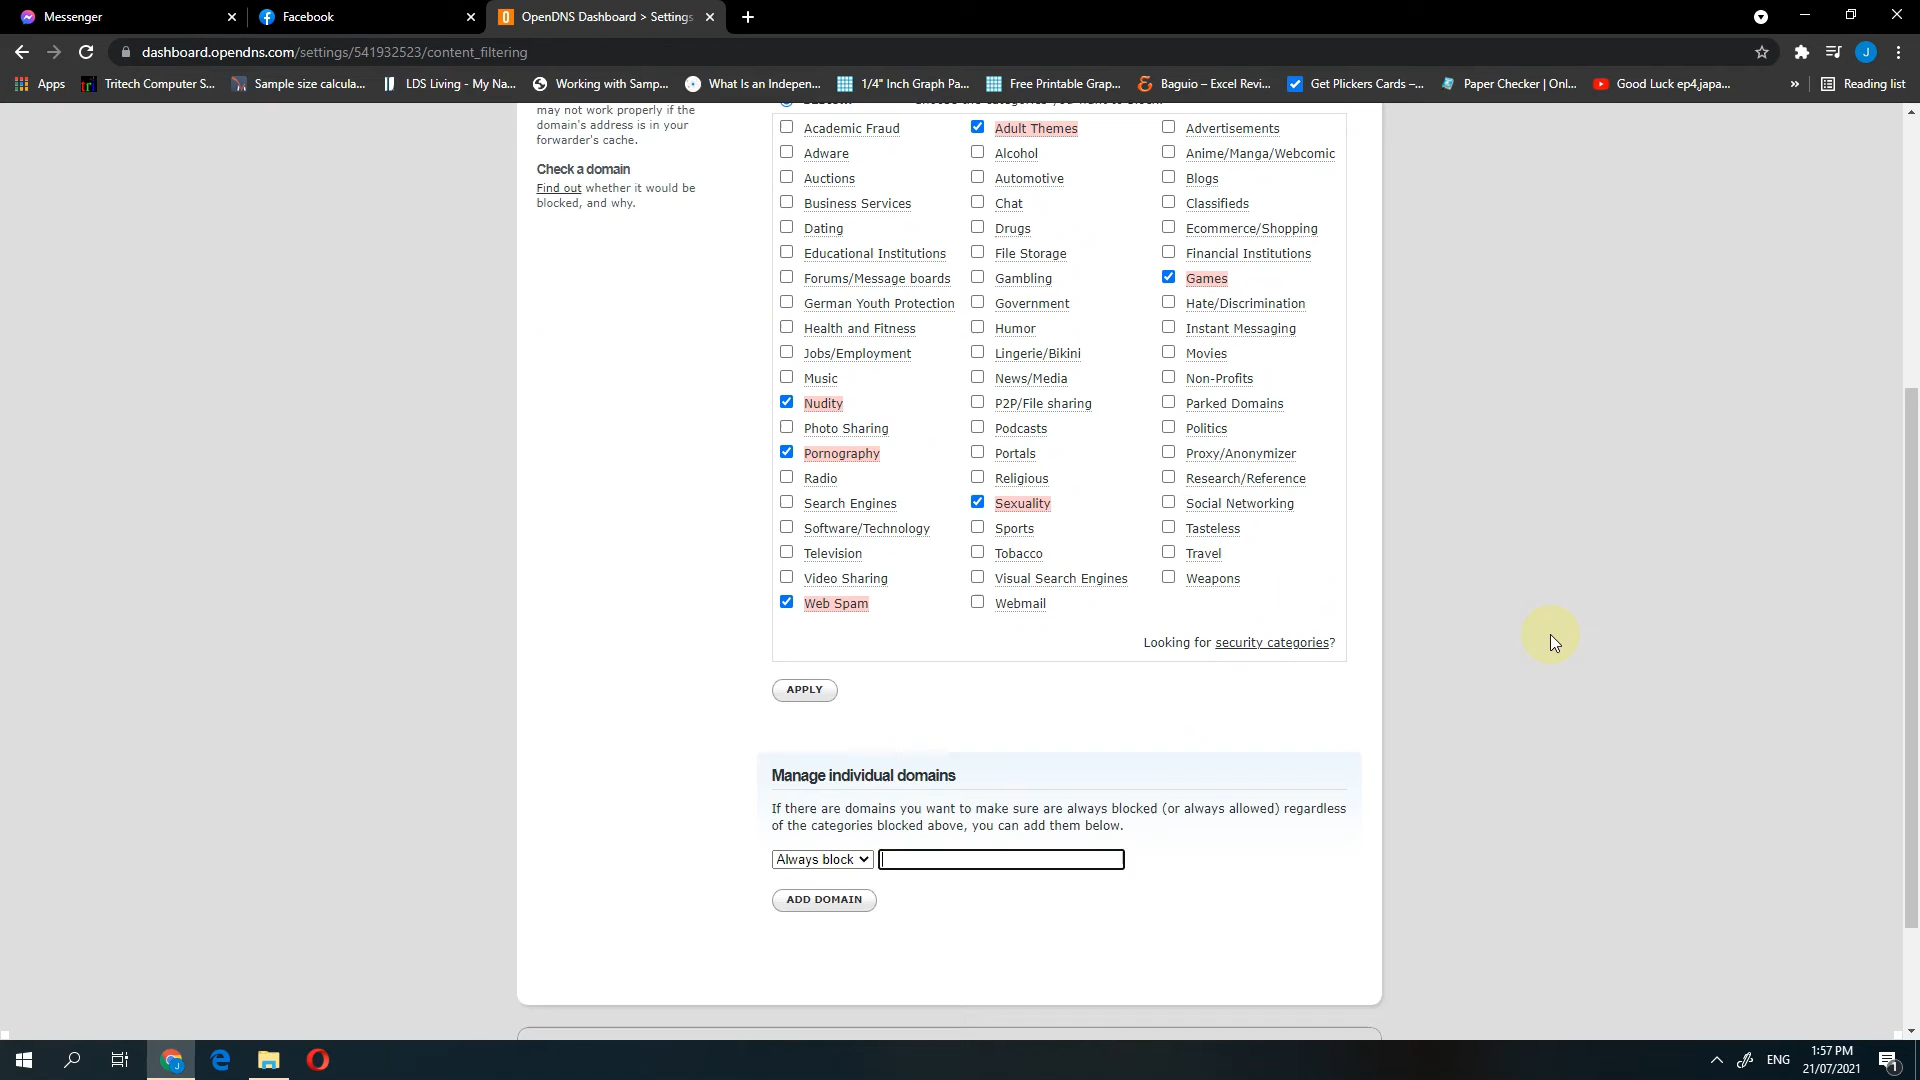 Messenger
Facebook
OpenDNS Dashboard > Settings
dashboard.opendns.com/settings/541932523/content_filtering
J
Apps
Tritech Computer S...
Sample size calcula...
LDS Living - My Na...
Working with Samp...
What Is an Indepen...
1/4" Inch Graph Pa...
Free Printable Grap...
Baguio – Excel Revi...
Get Plickers Cards –...
Paper Checker | Onl...
Good Luck ep4,japa...
»
Reading list
may not work properly if the
domain's address is in your
forwarder's cache.
Check a domain
Find out whether it would be
blocked, and why.
Academic Fraud
Adult Themes
Advertisements
Adware
Alcohol
Anime/Manga/Webcomic
Auctions
Automotive
Blogs
Business Services
Chat
Classifieds
Dating
Drugs
Ecommerce/Shopping
Educational Institutions
File Storage
Financial Institutions
Forums/Message boards
Gambling
Games
German Youth Protection
Government
Hate/Discrimination
Health and Fitness
Humor
Instant Messaging
Jobs/Employment
Lingerie/Bikini
Movies
Music
News/Media
Non-Profits
Nudity
P2P/File sharing
Parked Domains
Photo Sharing
Podcasts
Politics
Pornography
Portals
Proxy/Anonymizer
Radio
Religious
Research/Reference
Search Engines
Sexuality
Social Networking
Software/Technology
Sports
Tasteless
Television
Tobacco
Travel
Video Sharing
Visual Search Engines
Weapons
Web Spam
Webmail
Looking for security categories?
APPLY
Manage individual domains
If there are domains you want to make sure are always blocked (or always allowed) regardless
of the categories blocked above, you can add them below.
Always block
ADD DOMAIN
ENG
1:57 PM
21/07/2021
1